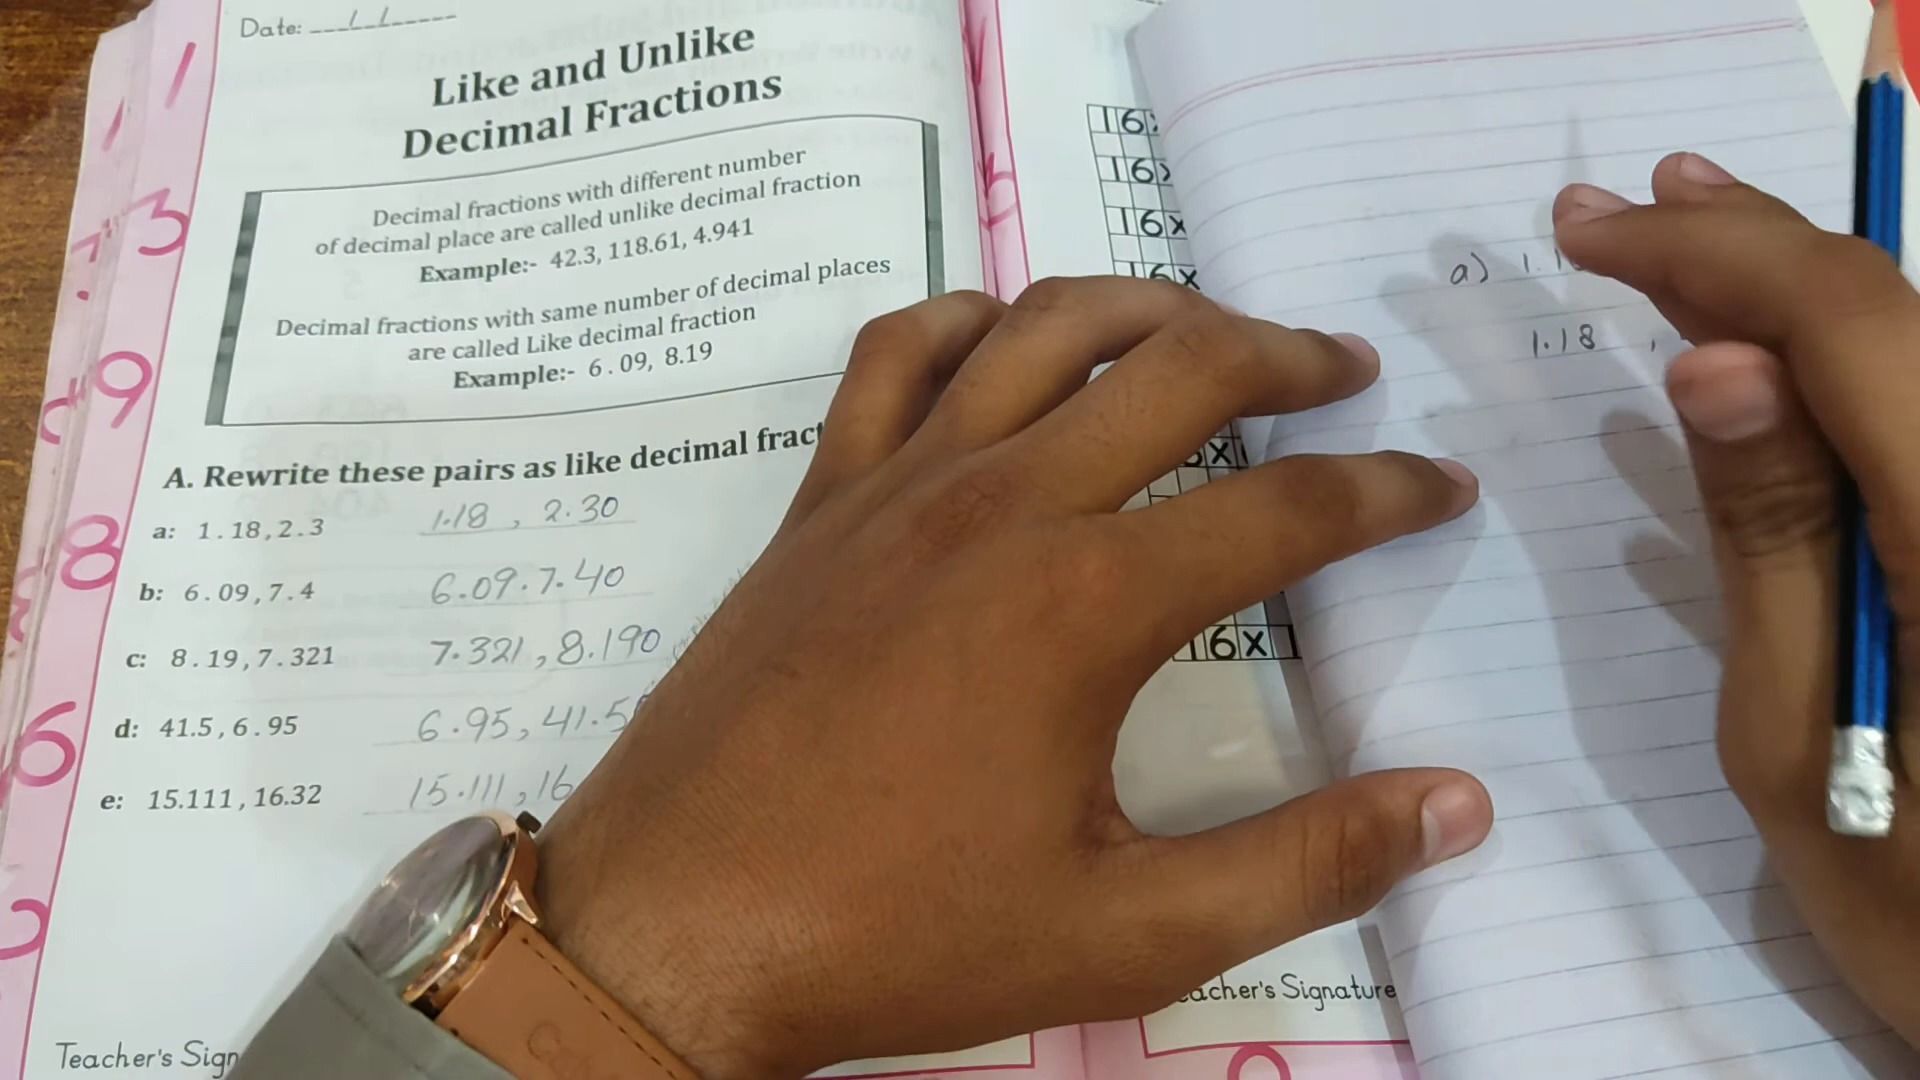 Date: __/_/____
Like and Unlike
Decimal Fractions
Decimal fractions with different number
of decimal place are called unlike decimal fraction
Example:- 42.3, 118.61, 4.941
Decimal fractions with same number of decimal places
are called Like decimal fraction
Example:- 6.09, 8.19
A. Rewrite these pairs as like decimal
a: 1.18, 2.3 1.18, 2.30
b: 6.09, 7.4 6.09. 7.40
c: 8.19, 7.321 7.321, 8.190
d: 41.5, 6.95 6.95, 41.5
e: 15.111, 16.32 15.111, 16
Teacher's
16
16
16x
16x
16x1
Teacher's Signature
a) 1.1
1.18 ,